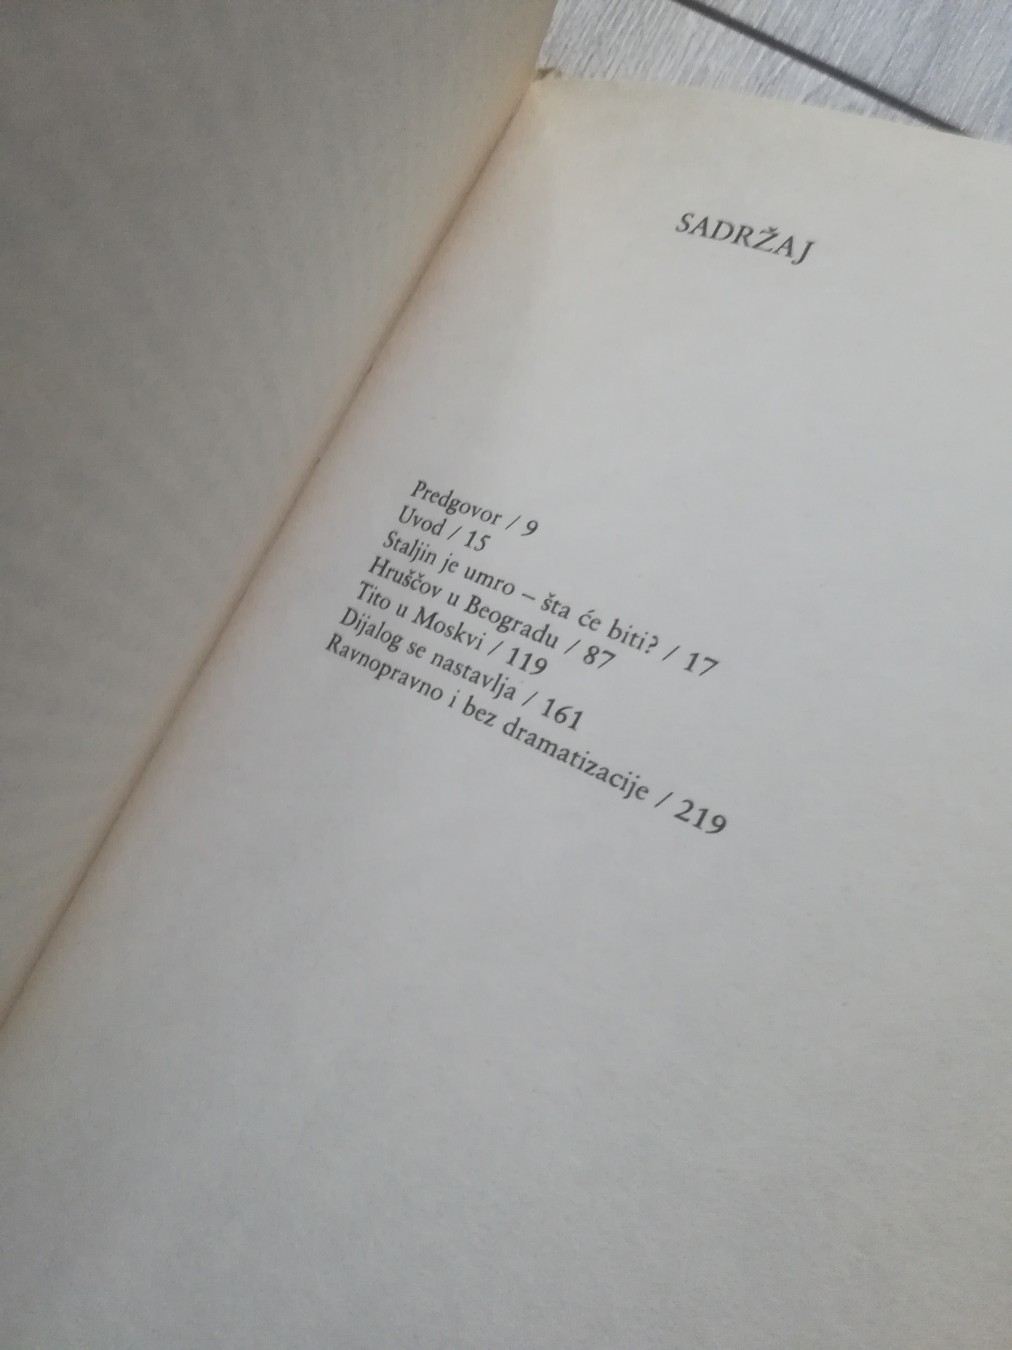 SADRŽAJ
Predgovor / 9
Uvod / 15
Staljin je umro – šta će biti? / 17
Hruščov u Beogradu / 87
Tito u Moskvi / 119
Dijalog se nastavlja / 161
Ravnopravno i bez dramatizacije / 219